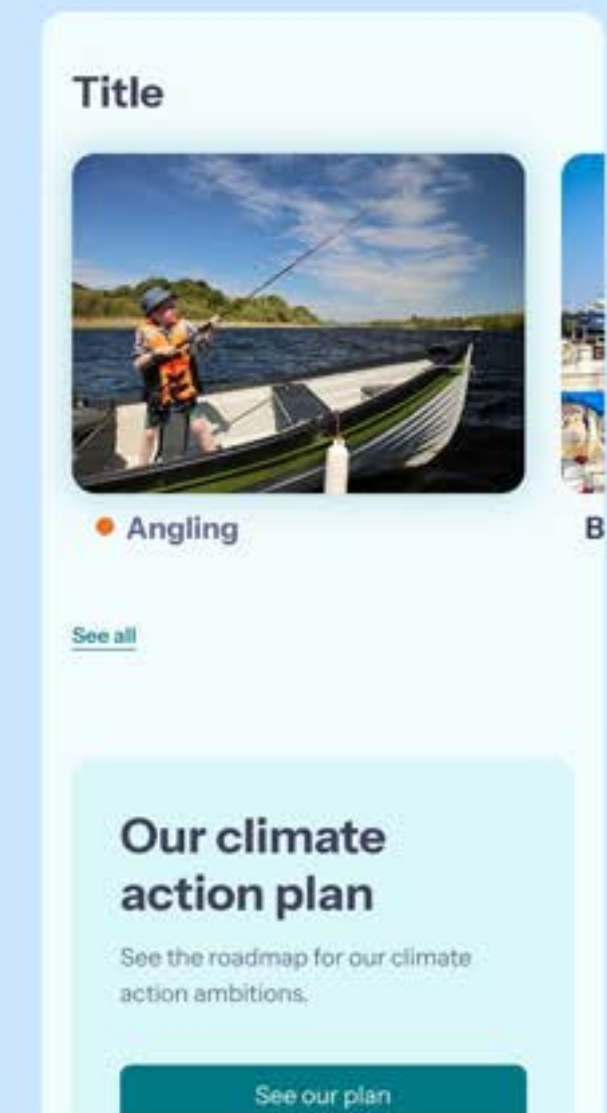 Title
Angling
B
See all
Our climate
action plan
See the roadmap for our climate
action ambitions.
See our plan